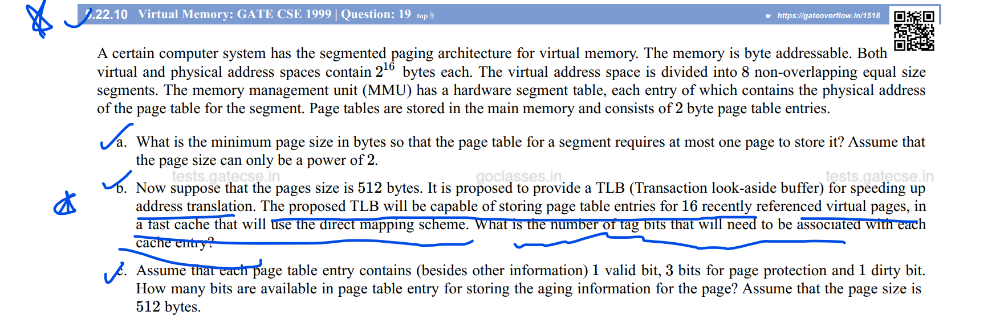 5.22.10 Virtual Memory: GATE CSE 1999 | Question: 19 top
https://gateoverflow.in/1518
A certain computer system has the segmented paging architecture for virtual memory. The memory is byte addressable. Both
virtual and physical address spaces contain 2¹⁶ bytes each. The virtual address space is divided into 8 non-overlapping equal size
segments. The memory management unit (MMU) has a hardware segment table, each entry of which contains the physical address
of the page table for the segment. Page tables are stored in the main memory and consists of 2 byte page table entries.
a. What is the minimum page size in bytes so that the page table for a segment requires at most one page to store it? Assume that
the page size can only be a power of 2.
tests.gatecse.in goclasses.in tests.gatecse.in
b. Now suppose that the pages size is 512 bytes. It is proposed to provide a TLB (Transaction look-aside buffer) for speeding up
address translation. The proposed TLB will be capable of storing page table entries for 16 recently referenced virtual pages, in
a fast cache that will use the direct mapping scheme. What is the number of tag bits that will need to be associated with each
cache entry?
c. Assume that each page table entry contains (besides other information) 1 valid bit, 3 bits for page protection and 1 dirty bit.
How many bits are available in page table entry for storing the aging information for the page? Assume that the page size is
512 bytes.